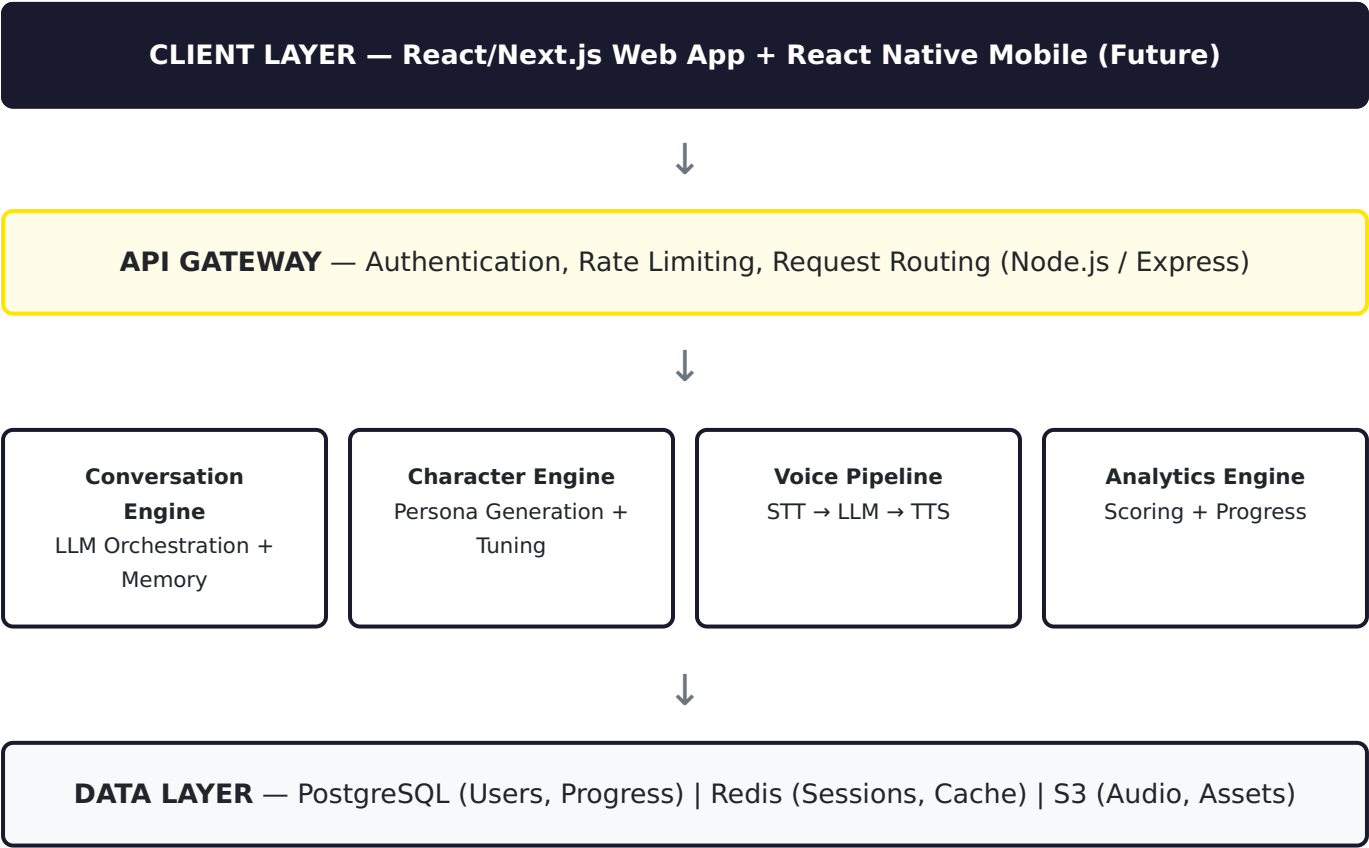 CLIENT LAYER — React/Next.js Web App + React Native Mobile (Future)
↓
API GATEWAY — Authentication, Rate Limiting, Request Routing (Node.js / Express)
↓
Conversation
Engine
LLM Orchestration +
Memory
Character Engine
Persona Generation +
Tuning
Voice Pipeline
STT → LLM → TTS
Analytics Engine
Scoring + Progress
↓
DATA LAYER — PostgreSQL (Users, Progress) | Redis (Sessions, Cache) | S3 (Audio, Assets)